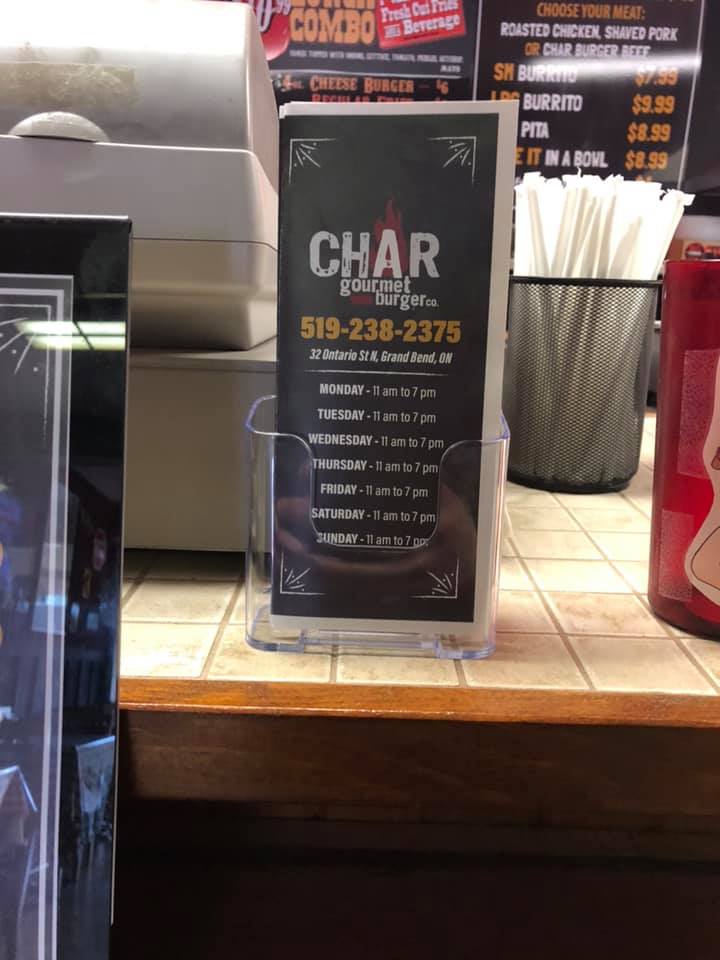 COMBO
Fresh Cut Fries
& Beverage
CHEESE BURGER - $6
CHOOSE YOUR MEAT:
ROASTED CHICKEN, SHAVED PORK
OR CHAR BURGER BEEF
SM BURRITO $7.99
LRG BURRITO $9.99
PITA $8.99
IT IN A BOWL $8.99
CHAR
gourmet
burger co.
519-238-2375
32 Ontario St N, Grand Bend, ON
MONDAY - 11 am to 7 pm
TUESDAY - 11 am to 7 pm
WEDNESDAY - 11 am to 7 pm
THURSDAY - 11 am to 7 pm
FRIDAY - 11 am to 7 pm
SATURDAY - 11 am to 7 pm
SUNDAY - 11 am to 7 pm